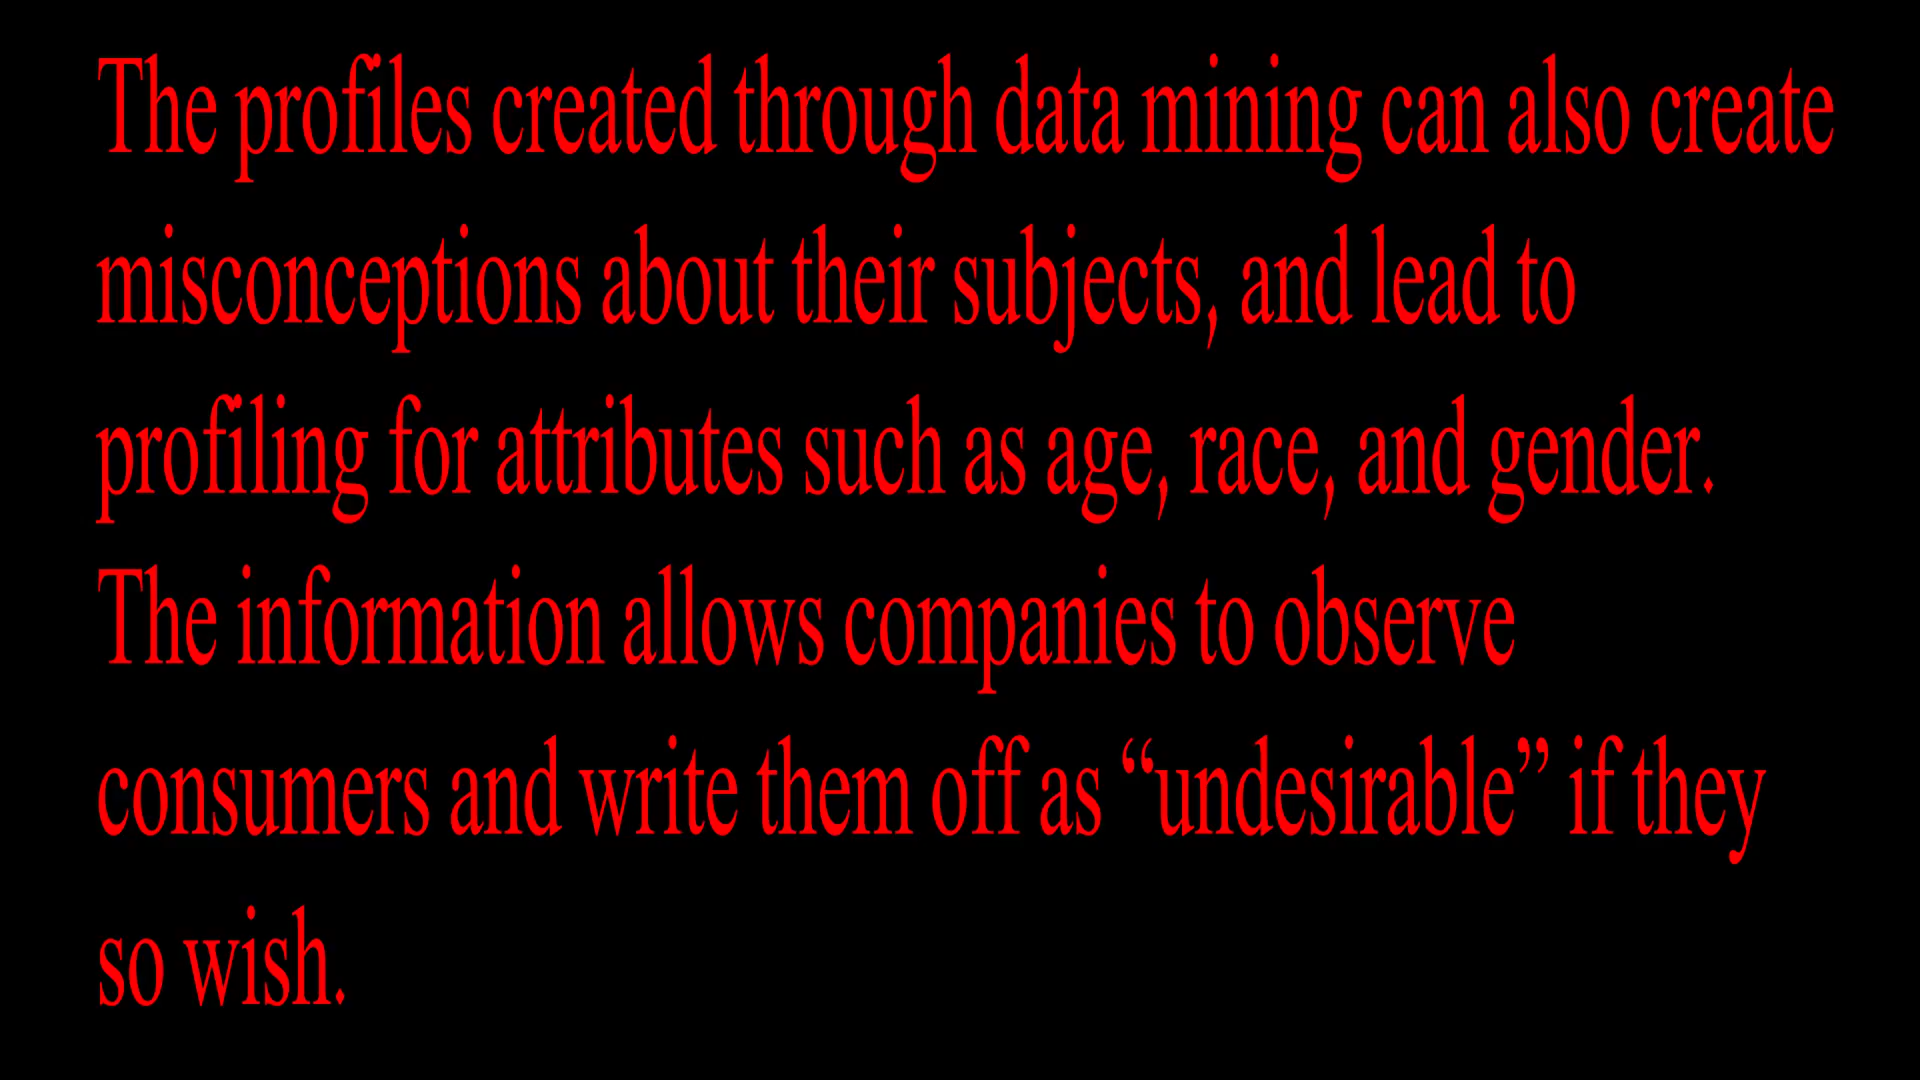 The profiles created through data mining can also create
misconceptions about their subjects, and lead to
profiling for attributes such as age, race, and gender.
The information allows companies to observe
consumers and write them off as “undesirable” if they
so wish.